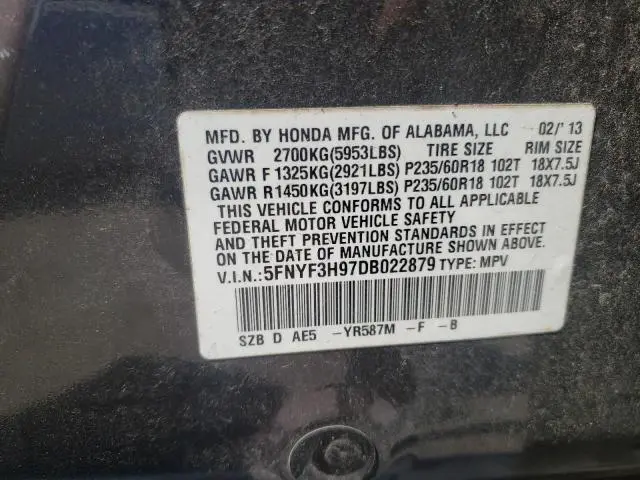 MFD. BY HONDA MFG. OF ALABAMA, LLC 02/'13
GVWR 2700KG(5953LBS) TIRE SIZE RIM SIZE
GAWR F 1325KG(2921LBS) P235/60R18 102T 18X7.5J
GAWR R 1450KG(3197LBS) P235/60R18 102T 18X7.5J
THIS VEHICLE CONFORMS TO ALL APPLICABLE
FEDERAL MOTOR VEHICLE SAFETY
AND THEFT PREVENTION STANDARDS IN EFFECT
ON THE DATE OF MANUFACTURE SHOWN ABOVE.
V.I.N.:5FNYF3H97DB022879 TYPE: MPV
SZB D AE5 -YR587M -F -B